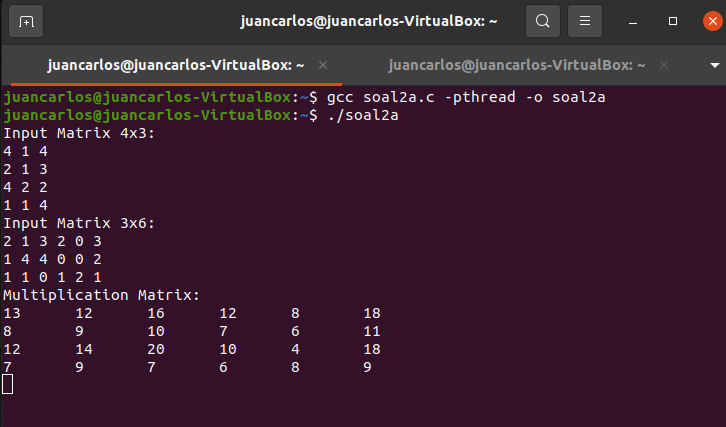 juancarlos@juancarlos-VirtualBox: ~
juancarlos@juancarlos-VirtualBox: ~ × juancarlos@juancarlos-VirtualBox: ~ ×
juancarlos@juancarlos-VirtualBox:~$ gcc soal2a.c -pthread -o soal2a
juancarlos@juancarlos-VirtualBox:~$ ./soal2a
Input Matrix 4x3:
4 1 4
2 1 3
4 2 2
1 1 4
Input Matrix 3x6:
2 1 3 2 0 3
1 4 4 0 0 2
1 1 0 1 2 1
Multiplication Matrix:
13 12 16 12 8 18
8 9 10 7 6 11
12 14 20 10 4 18
7 9 7 6 8 9